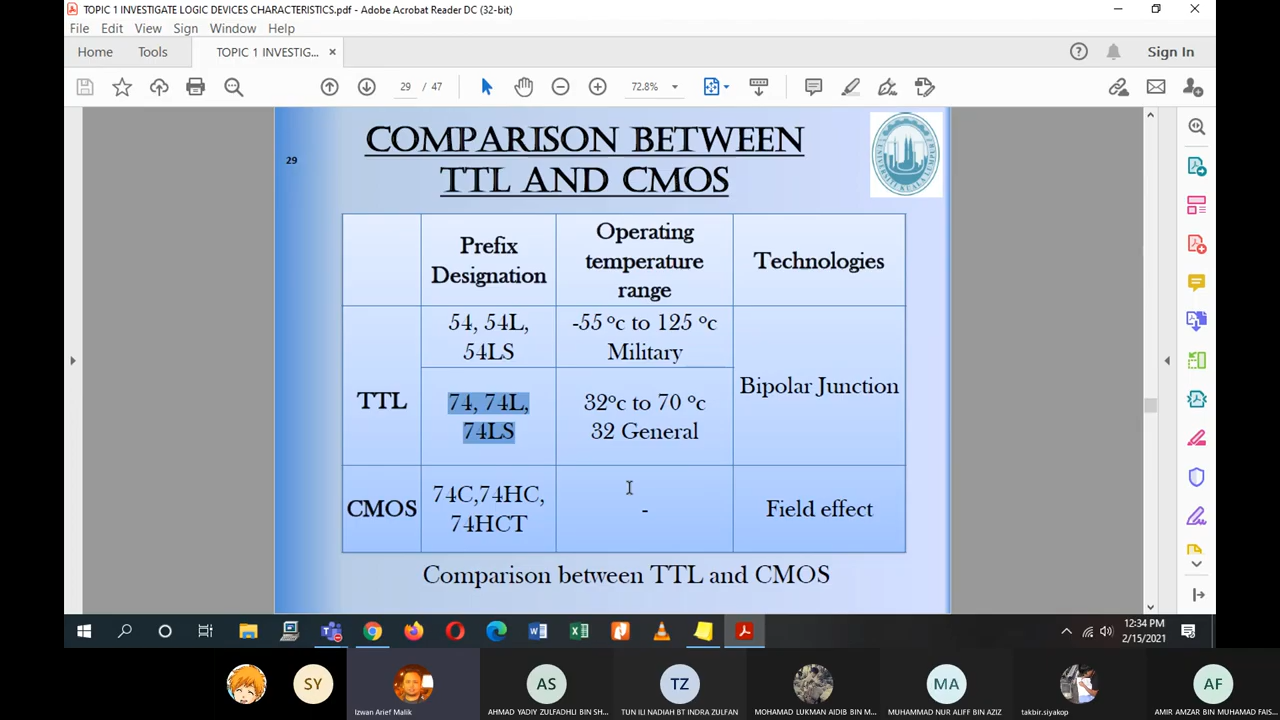 TOPIC 1 INVESTIGATE LOGIC DEVICES CHARACTERISTICS.pdf - Adobe Acrobat Reader DC (32-bit)
File Edit View Sign Window Help
Home Tools TOPIC 1 INVESTIG... × Sign In
29 / 47 72.8%
29
COMPARISON BETWEEN
TTL AND CMOS
Prefix
Designation
Operating
temperature
range
Technologies
TTL
54, 54L,
54LS
-55 ºc to 125 ºc
Military
Bipolar Junction
74, 74L,
74LS
32ºc to 70 ºc
32 General
CMOS
74C,74HC,
74HCT
-
Field effect
Comparison between TTL and CMOS
12:34 PM
2/15/2021
SY
AS
TZ
MA
AF
Izwan Arief Malik
AHMAD YADIY ZULFADHLI BIN SH...
TUN ILI NADIAH BT INDRA ZULFAN
MOHAMAD LUKMAN AIDIB BIN M...
MUHAMMAD NUR ALIFF BIN AZIZ
takbir.siyakop
AMIR AMZAR BIN MUHAMAD FAIS...